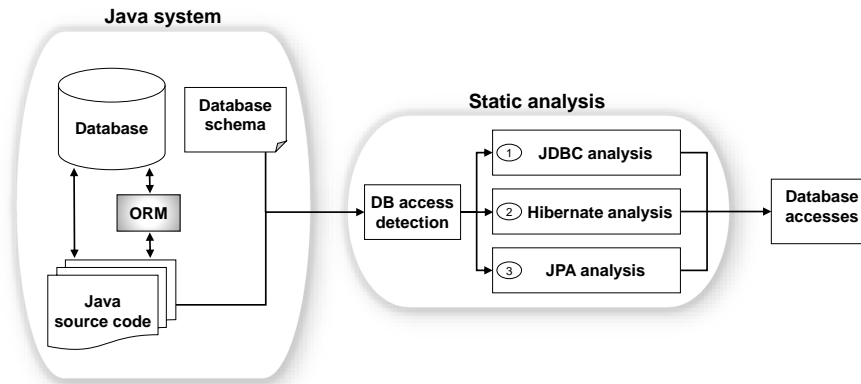 Java system
Database
Database
schema
ORM
Java
source code
Static analysis
DB access
detection
1 JDBC analysis
2 Hibernate analysis
3 JPA analysis
Database
accesses